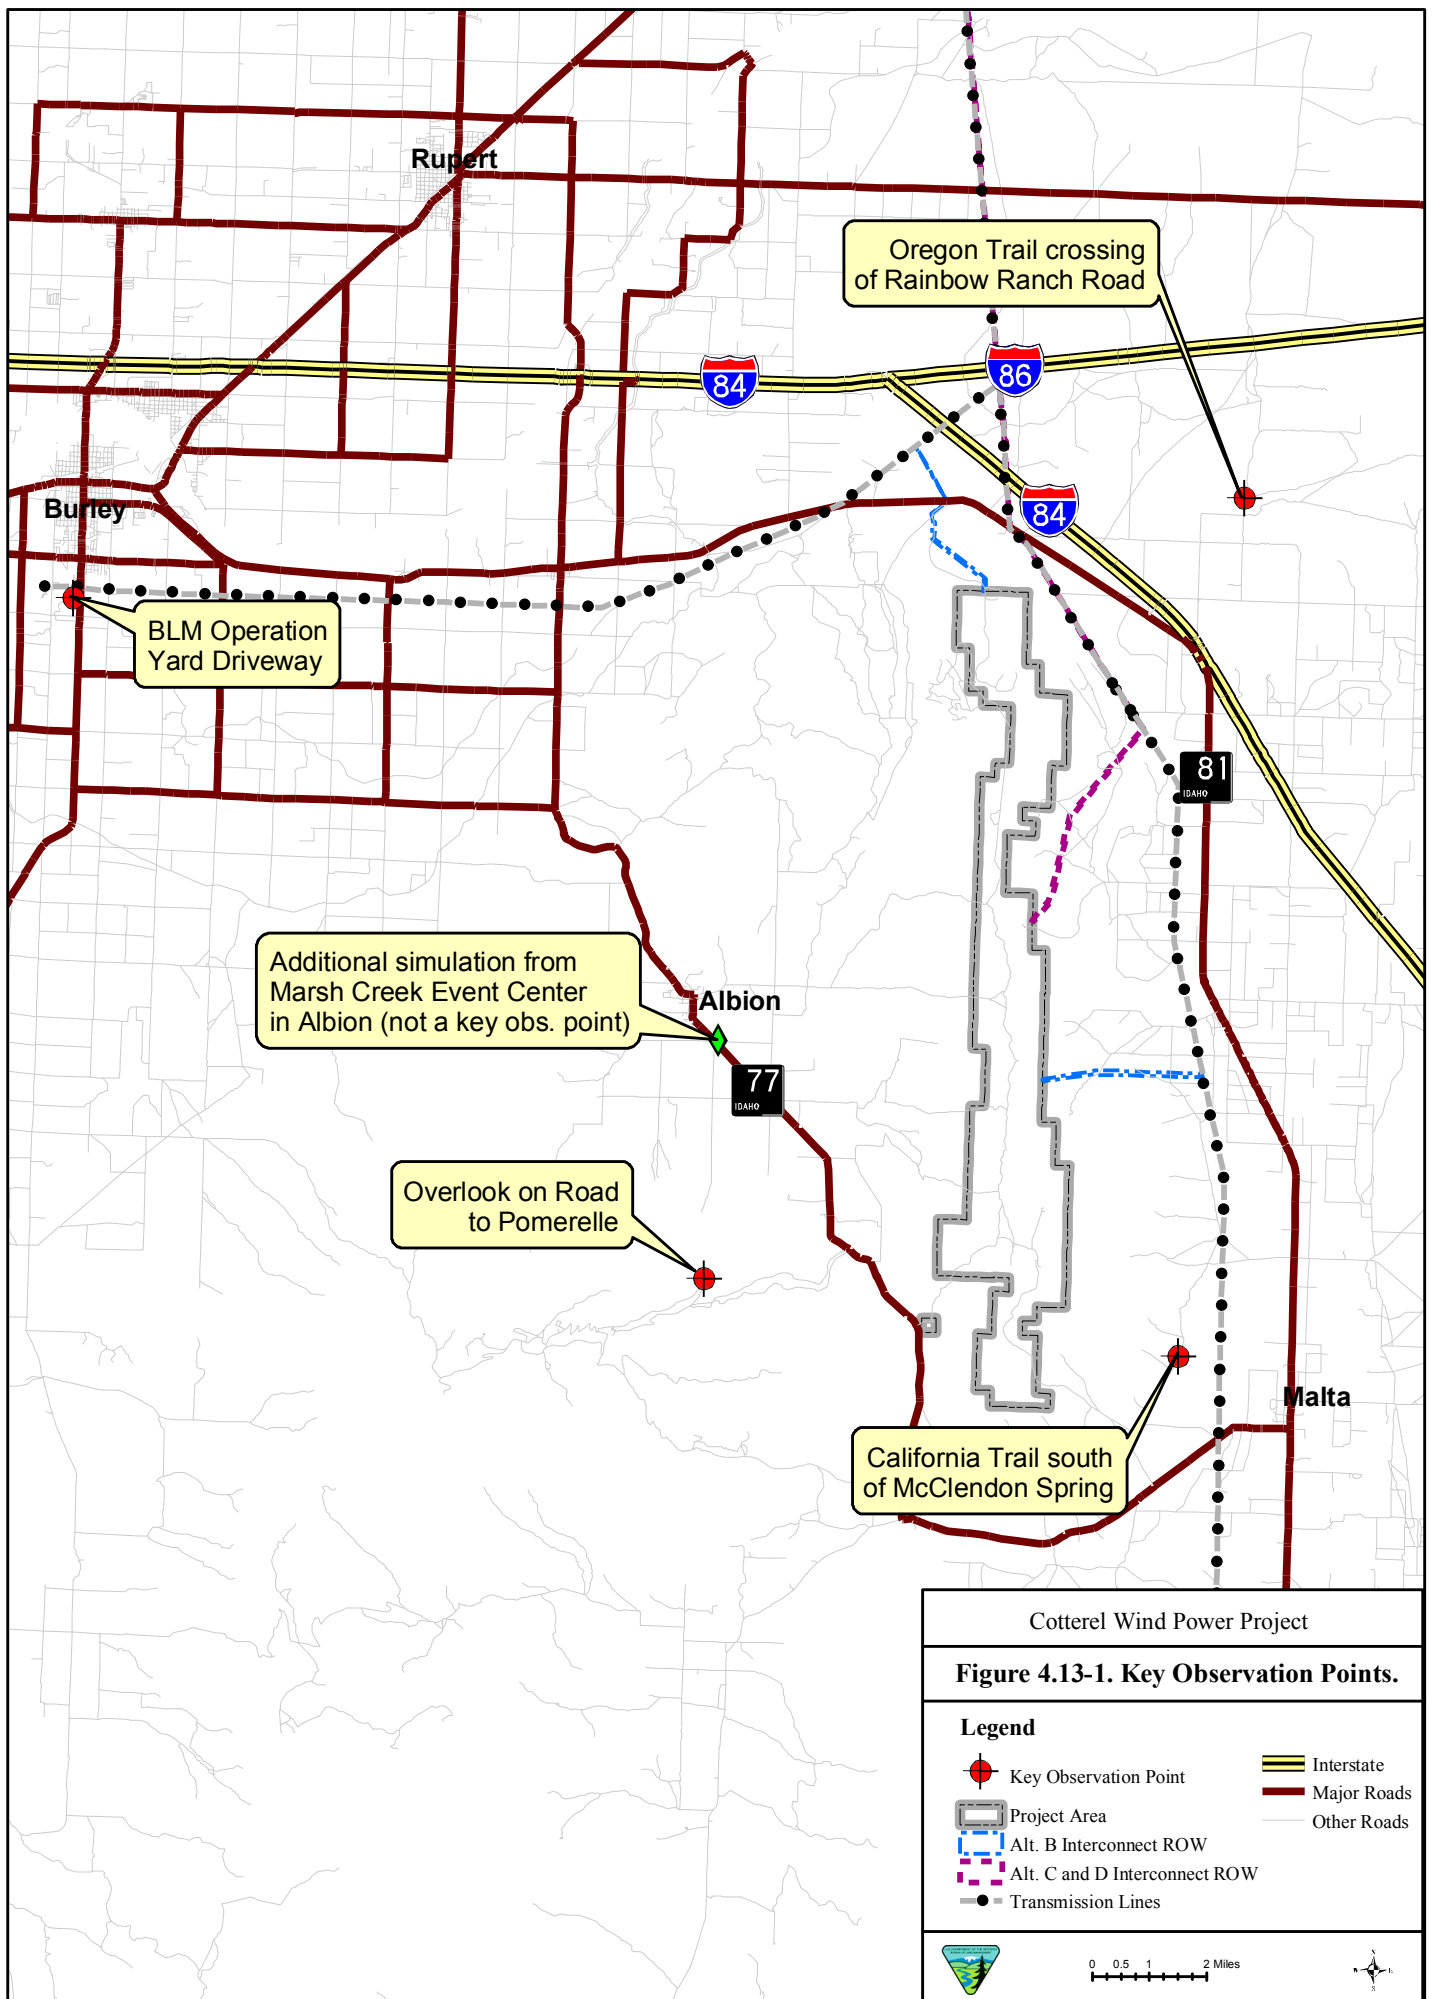 Rupert
Oregon Trail crossing
of Rainbow Ranch Road
84
86
84
Burley
BLM Operation
Yard Driveway
81
IDAHO
Additional simulation from
Marsh Creek Event Center
in Albion (not a key obs. point)
Albion
77
IDAHO
Overlook on Road
to Pomerelle
Malta
California Trail south
of McClendon Spring
Cotterel Wind Power Project
Figure 4.13-1. Key Observation Points.
Legend
Key Observation Point
Project Area
Alt. B Interconnect ROW
Alt. C and D Interconnect ROW
Transmission Lines
Interstate
Major Roads
Other Roads
0 0.5 1 2 Miles
N
W E
S